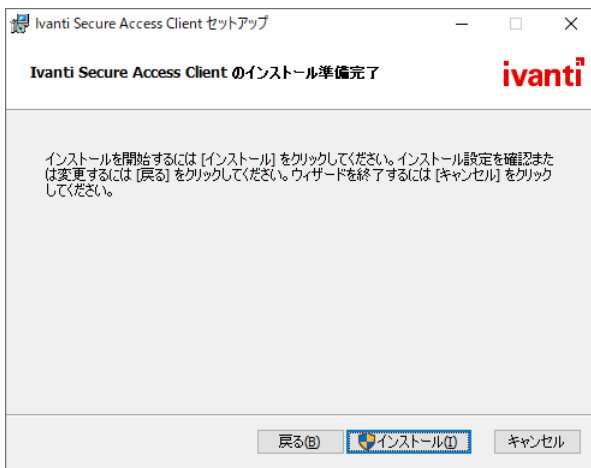 Ivanti Secure Access Client セットアップ
Ivanti Secure Access Client のインストール準備完了
ivanti
インストールを開始するには [インストール] をクリックしてください。インストール設定を確認また
は変更するには [戻る] をクリックしてください。ウィザードを終了するには [キャンセル] をクリック
してください。
戻る(B) インストール(I) キャンセル